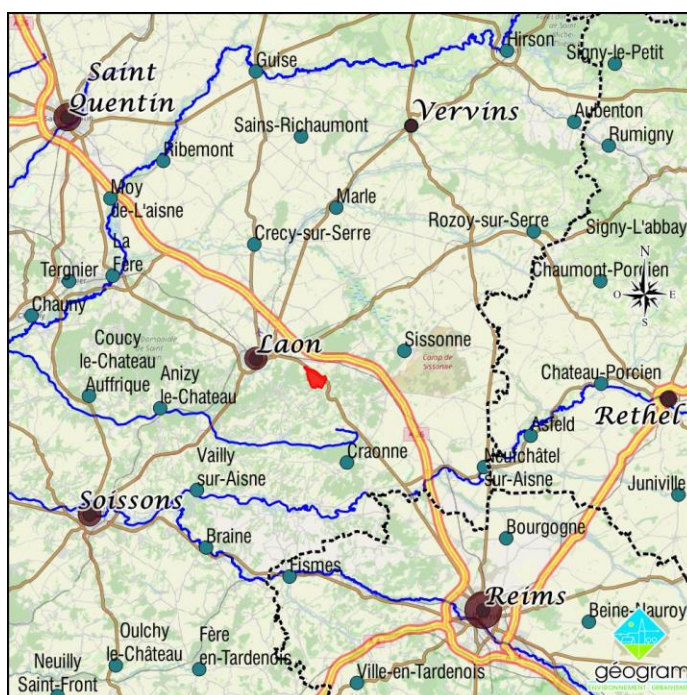 Hirson
Signy-le-Petit
Guise
Saint
Quentin
Vervins
Aubenton
Rumigny
Sains-Richaumont
Ribemont
Moy
de-L'aisne
Marle
Rozoy-sur-Serre
Signy-L'abbay
Crecy-sur-Serre
La
Fère
Tergnier
Chaumont-Porcien
N
O
E
S
Chauny
Coucy
le-Chateau
Auffrique
Laon
Sissonne
Camp de
Sissonne
Anizy
le-Chateau
Chateau-Porcien
Rethel
Asfeld
Craonne
Neufchâtel
sur-Aisne
Vailly
sur-Aisne
Juniville
Soissons
Bourgogne
Braine
Fismes
Reims
Beine-Nauroy
Oulchy
le-Château
Fère
en-Tardenois
Neuilly
Saint-Front
Ville-en-Tardenois
géogram
ENVIRONNEMENT URBANISME